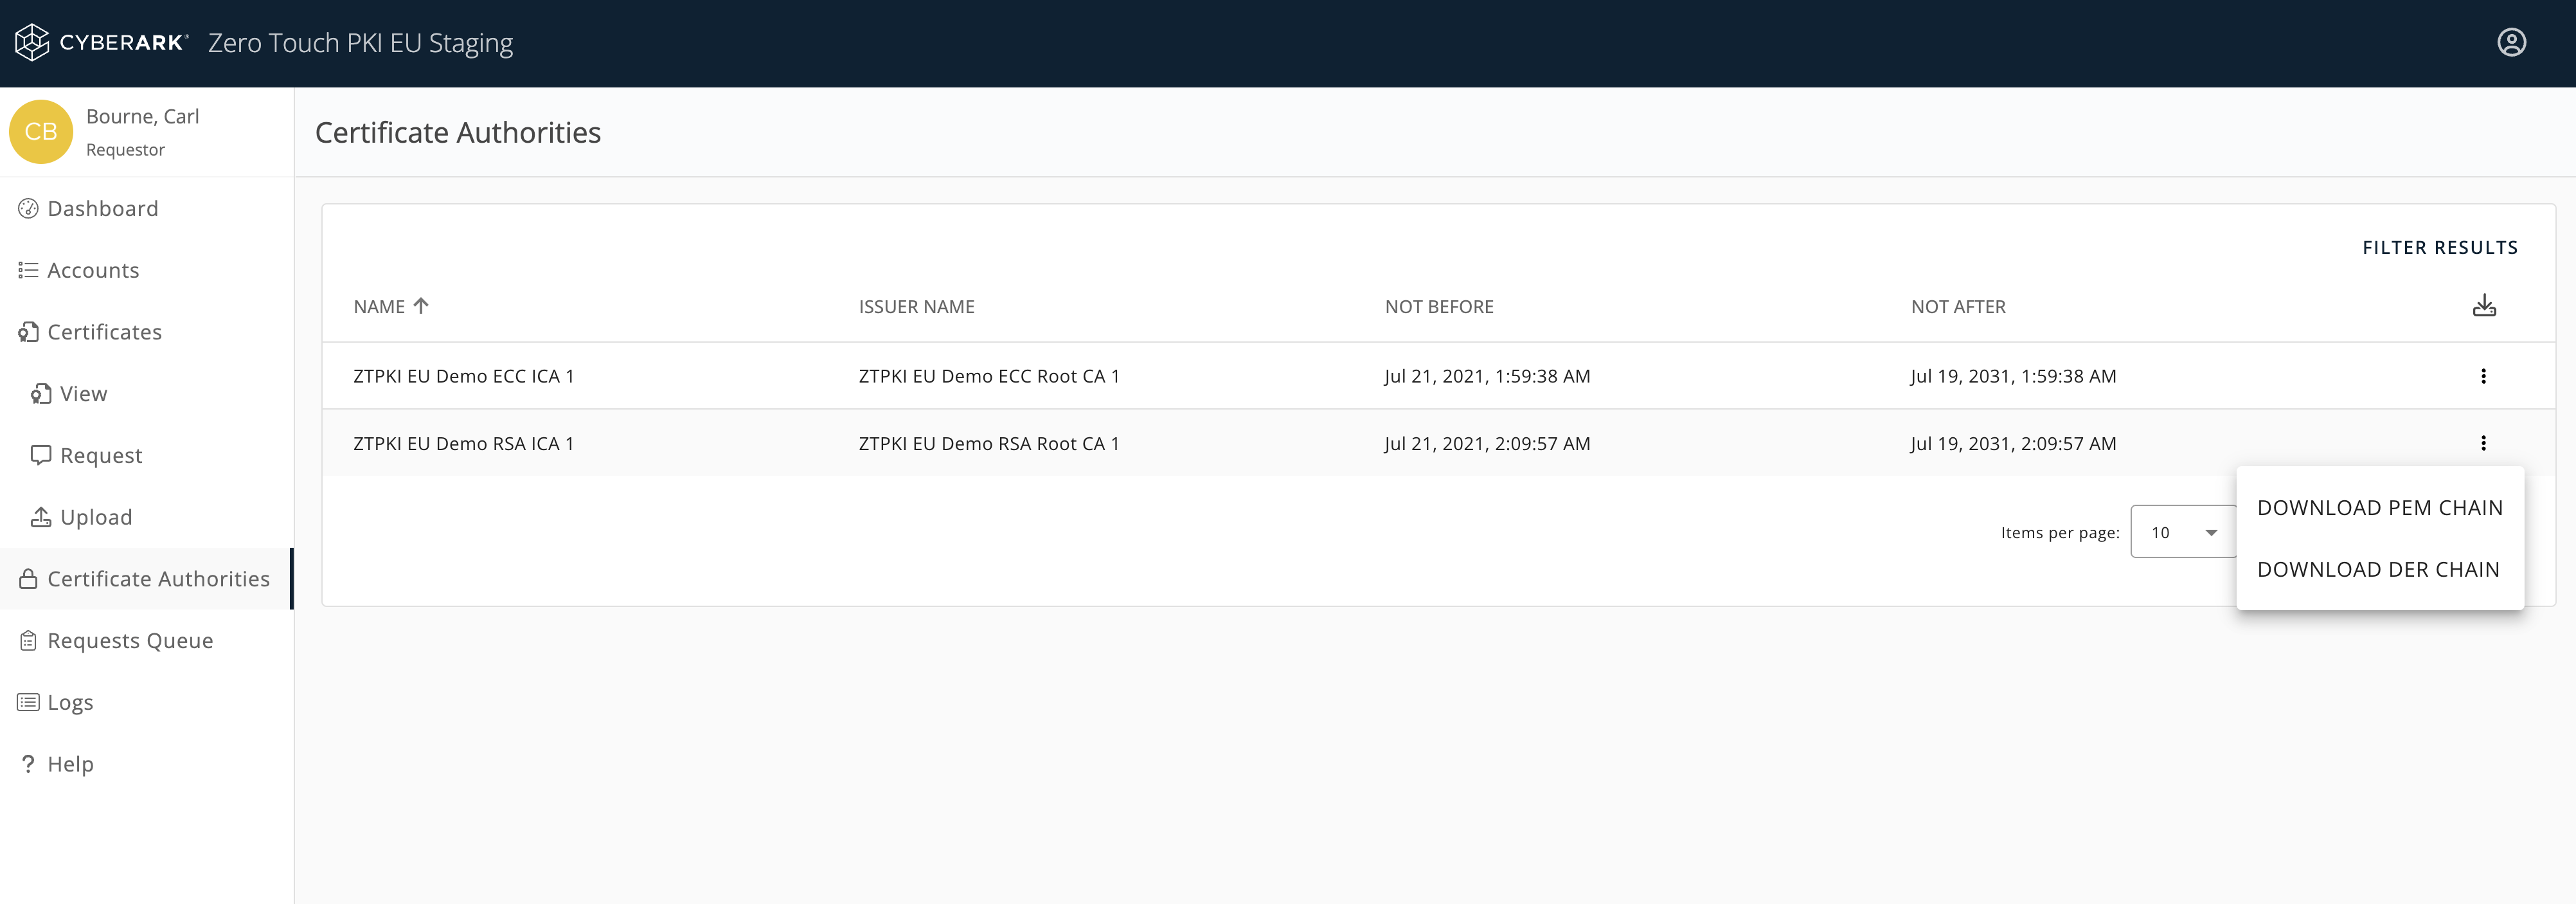 CYBERARK® Zero Touch PKI EU Staging
CB
Bourne, Carl
Requestor
Dashboard
Accounts
Certificates
View
Request
Upload
Certificate Authorities
Requests Queue
Logs
Help
Certificate Authorities
FILTER RESULTS
NAME ISSUER NAME NOT BEFORE NOT AFTER
ZTPKI EU Demo ECC ICA 1 ZTPKI EU Demo ECC Root CA 1 Jul 21, 2021, 1:59:38 AM Jul 19, 2031, 1:59:38 AM
ZTPKI EU Demo RSA ICA 1 ZTPKI EU Demo RSA Root CA 1 Jul 21, 2021, 2:09:57 AM Jul 19, 2031, 2:09:57 AM
Items per page: 10
DOWNLOAD PEM CHAIN
DOWNLOAD DER CHAIN